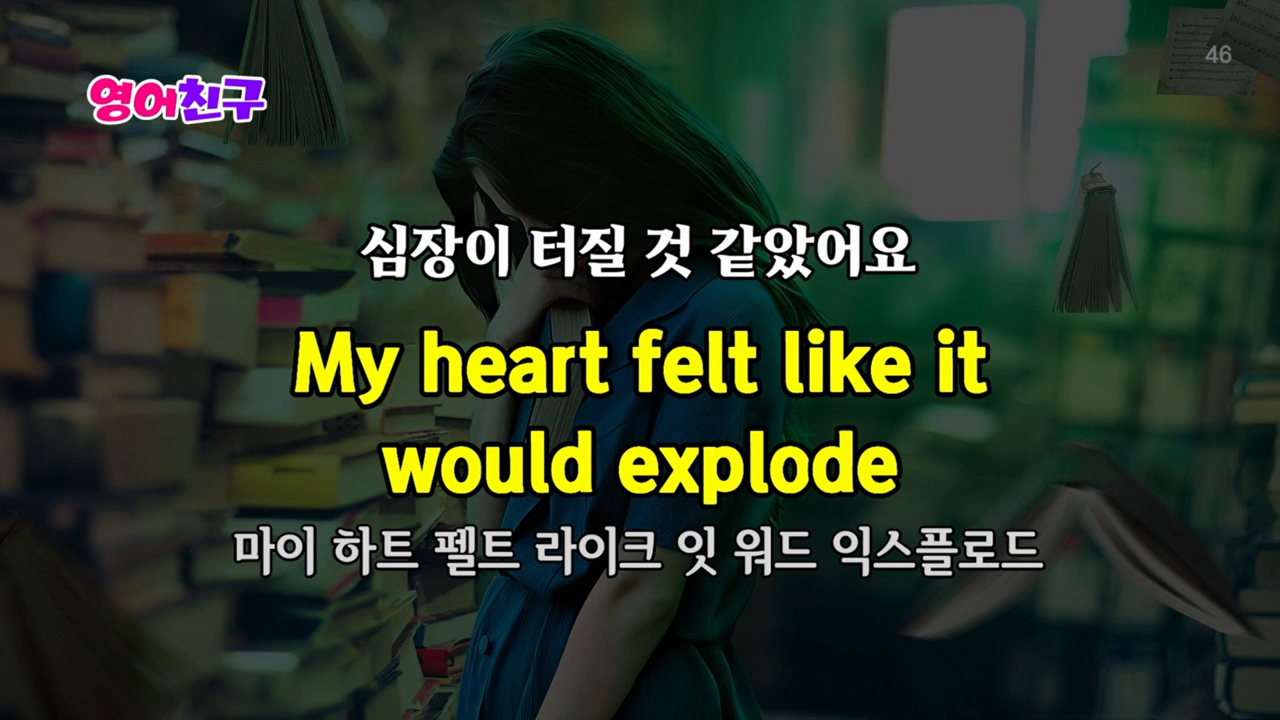 46
영어친구
심장이 터질 것 같았어요
My heart felt like it
would explode
마이 하트 펠트 라이크 잇 워드 익스플로드